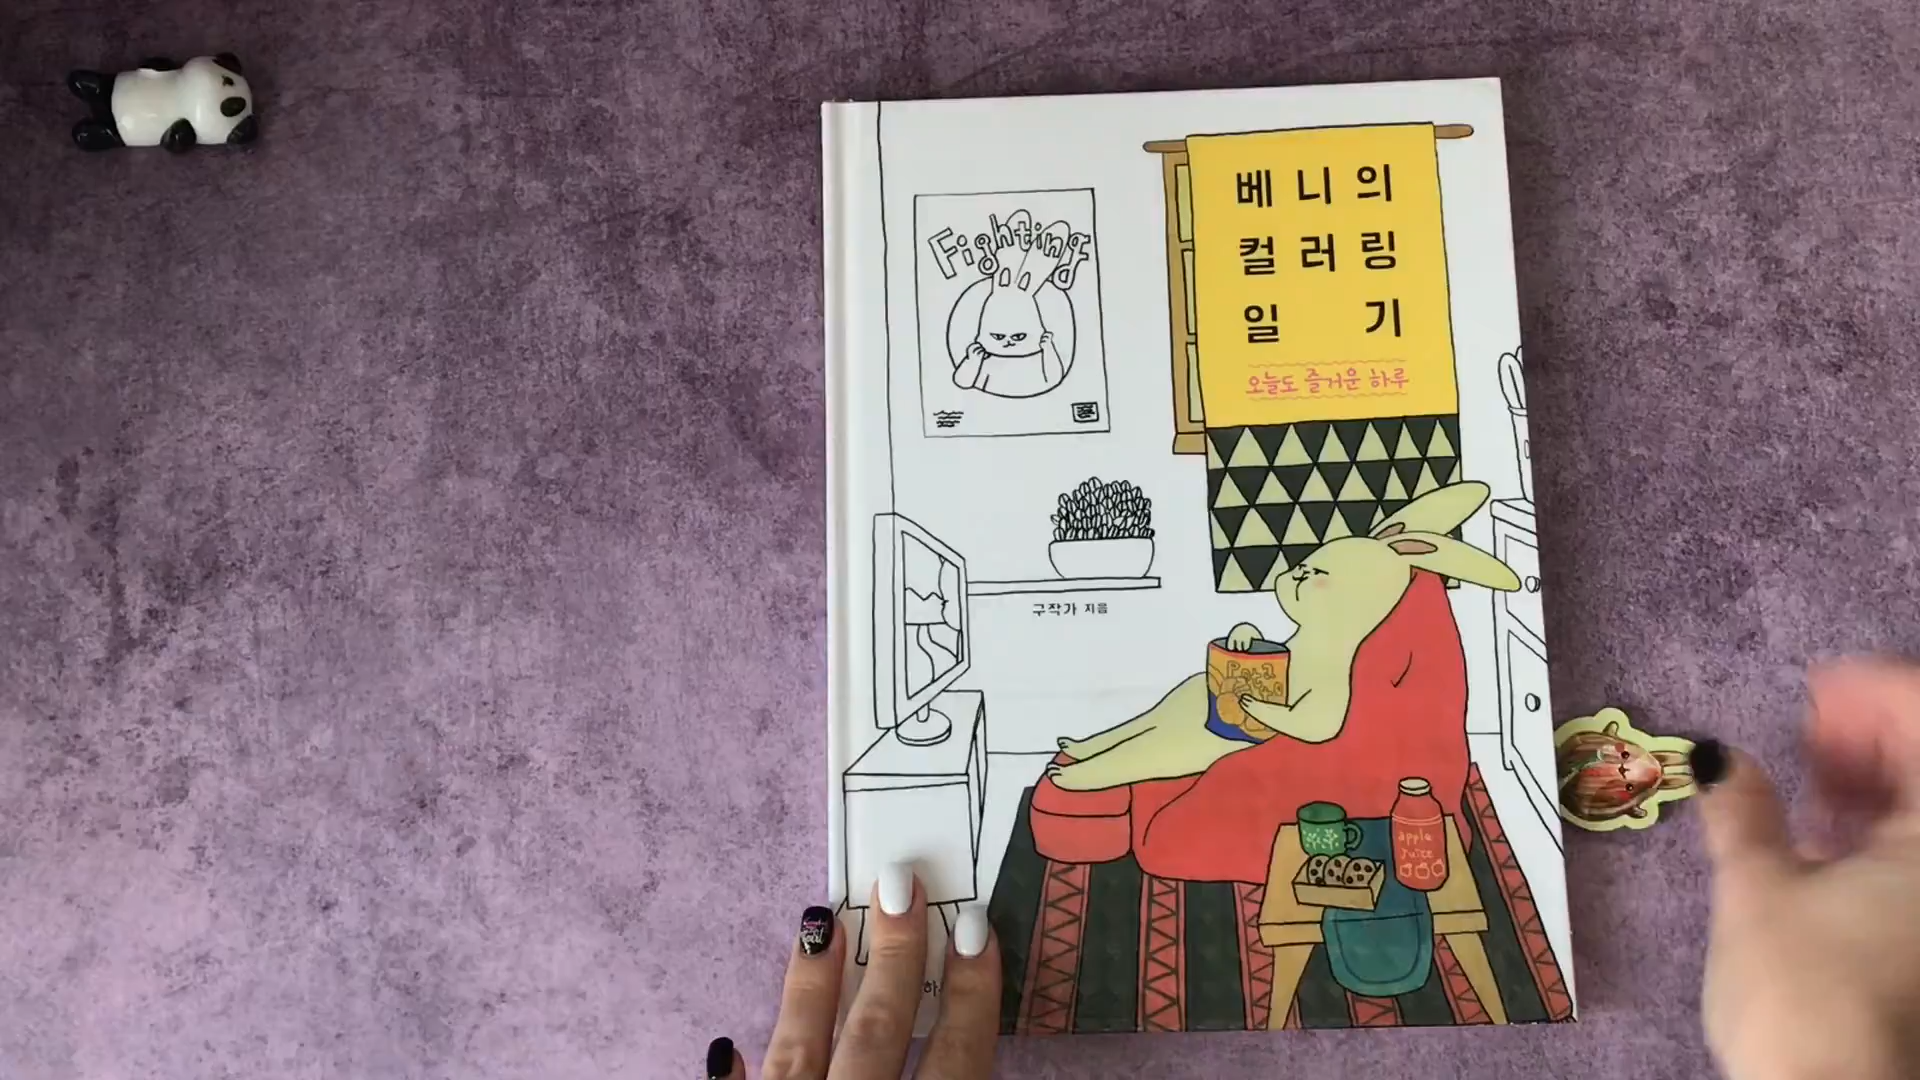 베니의
컬러링
일기
오늘도 즐거운 하루
Fighting
구작가 지음
Potato
apple
juice